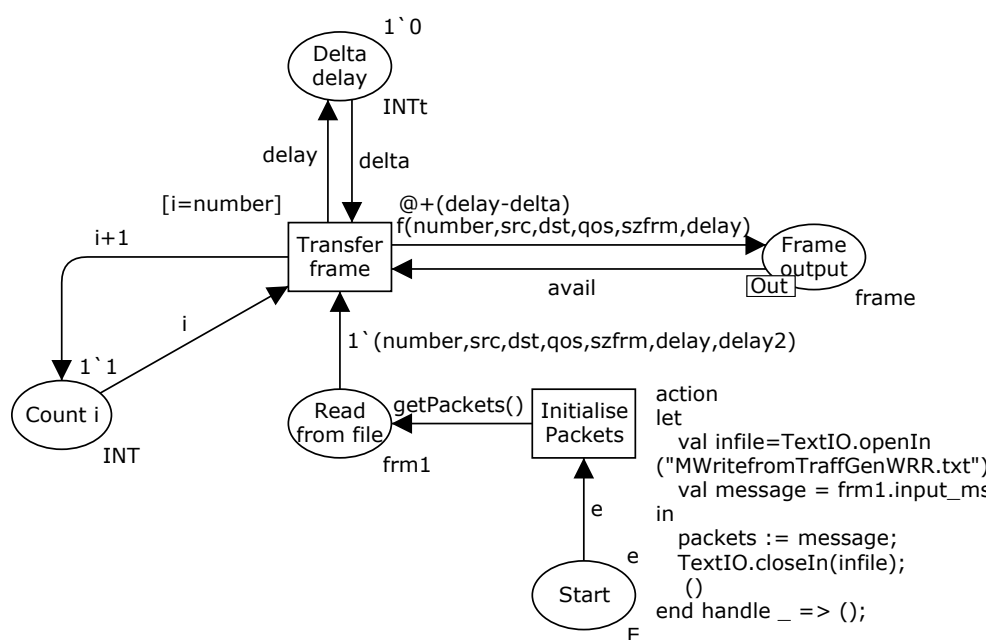 1`0
Delta
delay
INTt
delay
delta
[i=number]
@+(delay-delta)
f(number,src,dst,qos,szfrm,delay)
i+1
Transfer
frame
Frame
output
Out
avail
frame
i
1`(number,src,dst,qos,szfrm,delay,delay2)
1`1
Count i
INT
Read
from file
getPackets()
frm1
Initialise
Packets
action
let
val infile=TextIO.openIn
("MWritefromTraffGenWRR.txt")
val message = frm1.input_ms
in
packets := message;
TextIO.closeIn(infile);
()
end handle _ => ();
e
e
Start